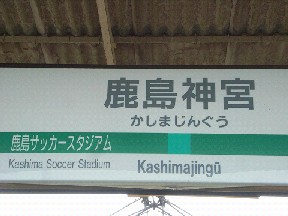 鹿島神宮
かしまじんぐう
鹿島サッカースタジアム
Kashima Soccer Stadium
Kashimajingū